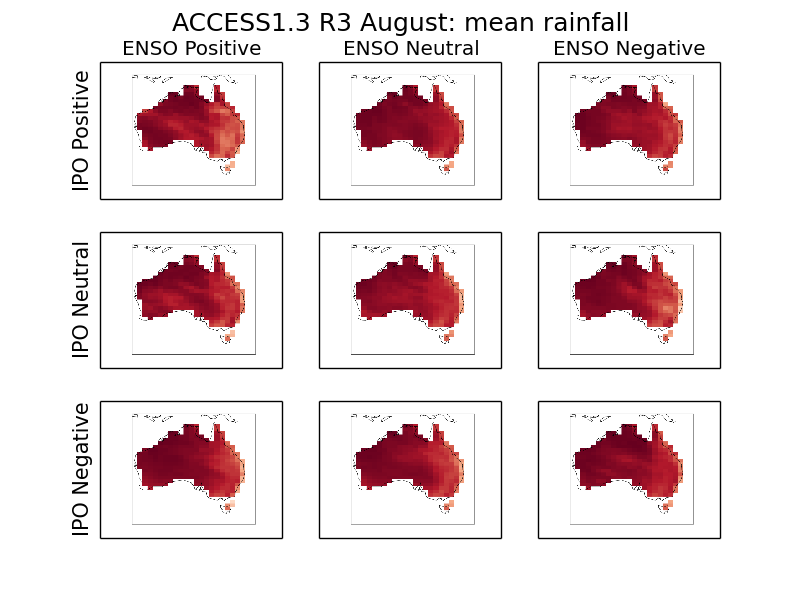 ACCESS1.3 R3 August: mean rainfall
ENSO Positive
ENSO Neutral
ENSO Negative
IPO Positive
IPO Neutral
IPO Negative